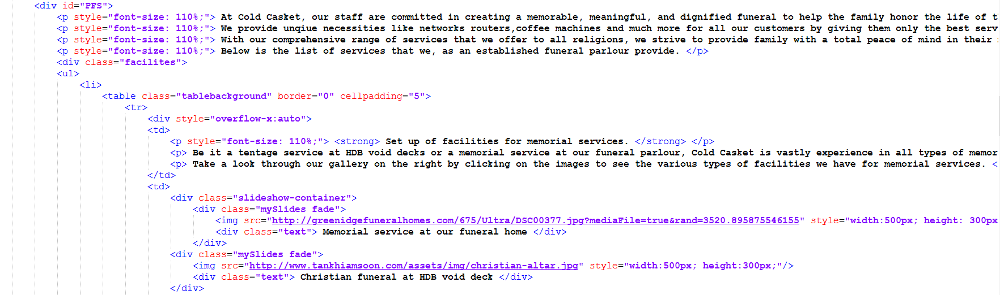 <div id="PFS">
<p style="font-size: 110%;"> At Cold Casket, our staff are committed in creating a memorable, meaningful, and dignified funeral to help the family honor the life of
<p style="font-size: 110%;"> We provide unqiue necessities like networks routers,coffee machines and much more for all our customers by giving them only the best serv
<p style="font-size: 110%;"> With our comprehensive range of services that we offer to all religions, we strive to provide family with a total peace of mind in their
<p style="font-size: 110%;"> Below is the list of services that we, as an established funeral parlour provide. </p>
<div class="facilites">
<ul>
<li>
<table class="tablebackground" border="0" cellpadding="5">
<tr>
<div style="overflow-x:auto">
<td>
<p style="font-size: 110%;"> <strong> Set up of facilities for memorial services. </strong> </p>
<p> Be it a tentage service at HDB void decks or a memorial service at our funeral parlour, Cold Casket is vastly experience in all types of memor
<p> Take a look through our gallery on the right by clicking on the images to see the various types of facilities we have for memorial services. <
</td>
<td>
<div class="slideshow-container">
<div class="mySlides fade">
<img src="http://greenidgefuneralhomes.com/675/Ultra/DSC00377.jpg?mediaFile=true&rand=3520.895875546155" style="width:500px; height: 300px
<div class="text"> Memorial service at our funeral home </div>
</div>
<div class="mySlides fade">
<img src="http://www.tankhiamsoon.com/assets/img/christian-altar.jpg" style="width:500px; height:300px;"/>
<div class="text"> Christian funeral at HDB void deck </div>
</div>